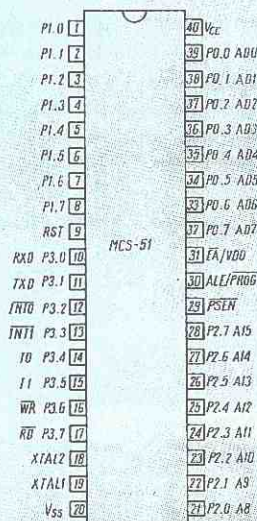 P1.0 1
P1.1 2
P1.2 3
P1.3 4
P1.4 5
P1.5 6
P1.6 7
P1.7 8
RST 9
RXD P3.0 10
TXD P3.1 11
INT0 P3.2 12
INT1 P3.3 13
T0 P3.4 14
T1 P3.5 15
WR P3.6 16
RD P3.7 17
XTAL2 18
XTAL1 19
Vss 20
MCS-51
40 Vcc
39 P0.0 AD0
38 P0.1 AD1
37 P0.2 AD2
36 P0.3 AD3
35 P0.4 AD4
34 P0.5 AD5
33 P0.6 AD6
37 P0.7 AD7
31 EA/VDD
30 ALE/PROG
29 PSEN
28 P2.7 A15
27 P2.6 A14
26 P2.5 A13
25 P2.4 A12
24 P2.3 A11
23 P2.2 A10
22 P2.1 A9
21 P2.0 A8